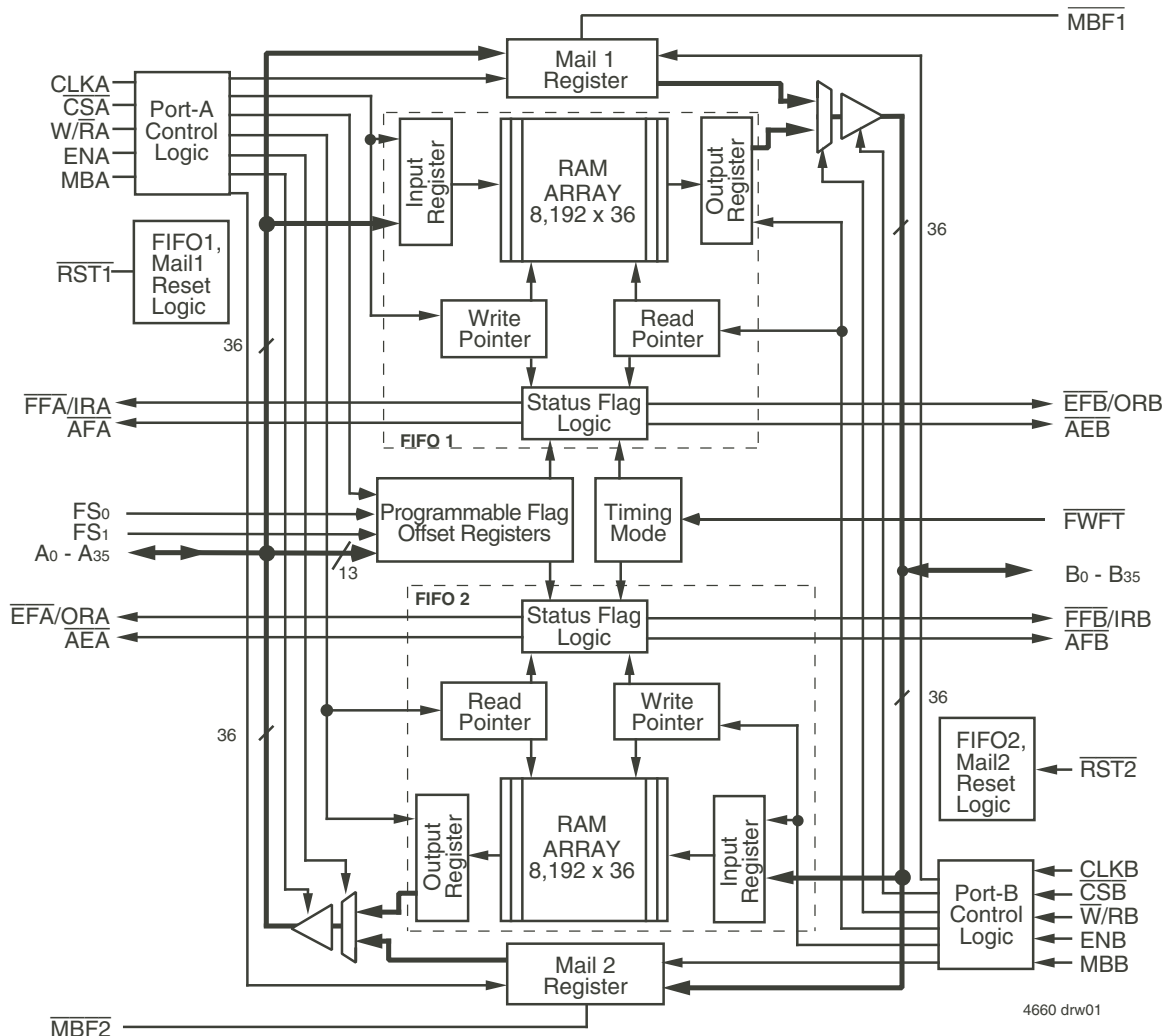 MBF1
Mail 1
Register
CLKA
CSA
W/RA
ENA
MBA
Port-A
Control
Logic
Input
Register
RAM
ARRAY
8,192 x 36
Output
Register
36
RST1
FIFO1,
Mail1
Reset
Logic
Write
Pointer
Read
Pointer
36
FFA/IRA
AFA
Status Flag
Logic
EFB/ORB
AEB
FIFO 1
FS0
FS1
A0 - A35
Programmable Flag
Offset Registers
13
Timing
Mode
FWFT
B0 - B35
FIFO 2
EFA/ORA
AEA
Status Flag
Logic
FFB/IRB
AFB
Read
Pointer
Write
Pointer
36
36
FIFO2,
Mail2
Reset
Logic
RST2
Output
Register
RAM
ARRAY
8,192 x 36
Input
Register
Port-B
Control
Logic
CLKB
CSB
W/RB
ENB
MBB
Mail 2
Register
MBF2
4660 drw01